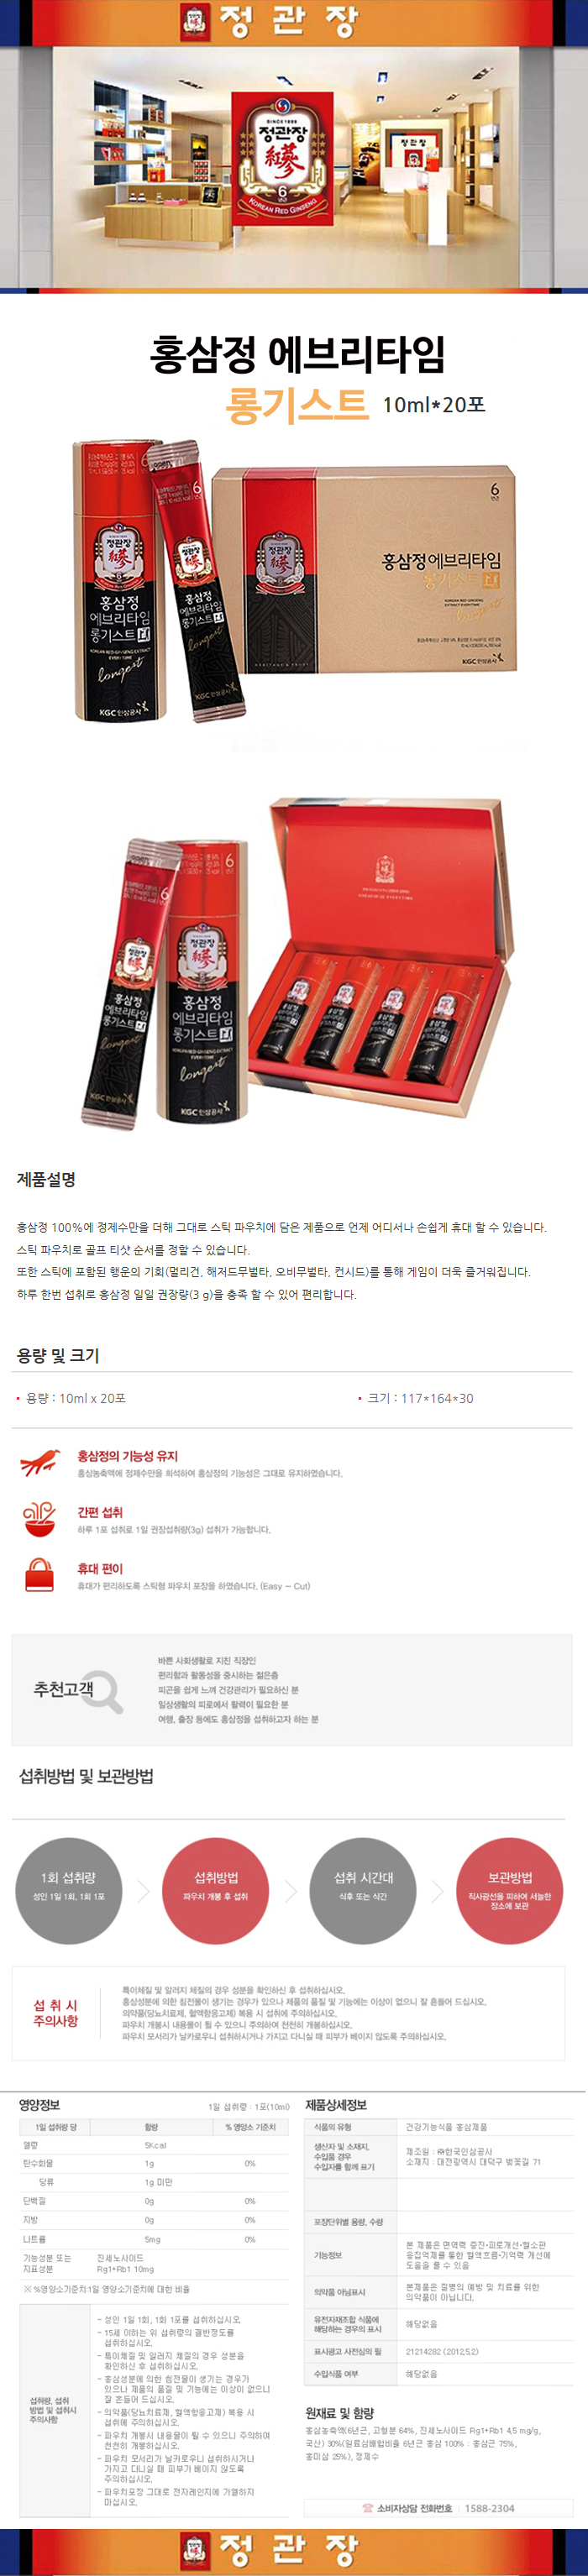 정관장
SINCE 1899
정관장
紅蔘
6
년근
KOREAN RED GINSENG
홍삼정 에브리타임
롱기스트 10ml*20포
6
년근
정관장
紅蔘
홍삼정
에브리타임
롱기스트
KOREAN RED GINSENG EXTRACT
EVERYTIME
longest
KGC 인삼공사
홍삼정에브리타임
롱기스트
longest
KGC 인삼공사
정관장
紅蔘
홍삼정
에브리타임
롱기스트
longest
KGC 인삼공사
제품설명
홍삼정 100%에 정제수만을 더해 그대로 스틱 파우치에 담은 제품으로 언제 어디서나 손쉽게 휴대 할 수 있습니다.
스틱 파우치로 골프 티샷 순서를 정할 수 있습니다.
또한 스틱에 포함된 행운의 기회(멀리건, 해저드무벌타, 오비무벌타, 컨시드)를 통해 게임이 더욱 즐거워집니다.
하루 한번 섭취로 홍삼정 일일 권장량(3 g)을 충족 할 수 있어 편리합니다.
용량 및 크기
• 용량 : 10ml x 20포
• 크기 : 117*164*30
홍삼정의 기능성 유지
홍삼농축액에 정제수만을 희석하여 홍삼정의 기능성은 그대로 유지하였습니다.
간편 섭취
하루 1포 섭취로 1일 권장섭취량(3g) 섭취가 가능합니다.
휴대 편이
휴대가 편리하도록 스틱형 파우치 포장을 하였습니다. (Easy – Cut)
추천고객
바쁜 사회생활로 지친 직장인
편리함과 활동성을 중시하는 젊은층
피곤을 쉽게 느껴 건강관리가 필요하신 분
일상생활의 피로에서 활력이 필요한 분
여행, 출장 등에도 홍삼정을 섭취하고자 하는 분
섭취방법 및 보관방법
1회 섭취량
성인 1일 1회, 1회 1포
섭취방법
파우치 개봉 후 섭취
섭취 시간대
식후 또는 식간
보관방법
직사광선을 피하여 서늘한
장소에 보관
섭 취 시
주의사항
특이체질 및 알러지 체질의 경우 성분을 확인하신 후 섭취하십시오.
홍삼성분에 의한 침전물이 생기는 경우가 있으나 제품의 품질 및 기능에는 이상이 없으니 잘 흔들어 드십시오.
의약품(당뇨치료제, 혈액항응고제) 복용 시 섭취에 주의하십시오.
파우치 개봉시 내용물이 튈 수 있으니 주의하여 천천히 개봉하십시오.
파우치 모서리가 날카로우니 섭취하시거나 가지고 다니실 때 피부가 베이지 않도록 주의하십시오.
영양정보
1일 섭취량 : 1포(10ml)
1일 섭취량 당 함량 % 영양소 기준치
열량 5Kcal
탄수화물 1g 0%
당류 1g 미만
단백질 0g 0%
지방 0g 0%
나트륨 5mg 0%
기능성분 또는 진세노사이드
지표성분 Rg1+Rb1 10mg
※ %영양소기준치:1일 영양소기준치에 대한 비율
섭취량, 섭취
방법 및 섭취시
주의사항
- 성인 1일 1회, 1회 1포를 섭취하십시오.
- 15세 이하는 위 섭취량의 절반정도를
섭취하십시오.
- 특이체질 및 알러지 체질의 경우 성분을
확인하신 후 섭취하십시오.
- 홍삼성분에 의한 침전물이 생기는 경우가
있으나 제품의 품질 및 기능에는 이상이 없으니
잘 흔들어 드십시오.
- 의약품(당뇨치료제, 혈액항응고제) 복용 시
섭취에 주의하십시오.
- 파우치 개봉시 내용물이 튈 수 있으니 주의하여
천천히 개봉하십시오.
- 파우치 모서리가 날카로우니 섭취하시거나
가지고 다니실 때 피부가 베이지 않도록
주의하십시오.
- 파우치포장 그대로 전자레인지에 가열하지
마십시오.
제품상세정보
식품의 유형 건강기능식품 홍삼제품
생산자 및 소재지,
수입품 경우
수입자를 함께 표기
제조원 : ㈜한국인삼공사
소재지 : 대전광역시 대덕구 벚꽃길 71
포장단위별 용량, 수량
기능정보
본 제품은 면역력 증진·피로개선·혈소판
응집억제를 통한 혈액흐름·기억력 개선에
도움을 줄 수 있음
의약품 아님표시
본제품은 질병의 예방 및 치료를 위한
의약품이 아닙니다.
유전자재조합 식품에
해당하는 경우의 표시
해당없음
표시광고 사전심의 필 21214282 (2012.5.2)
수입식품 여부 해당없음
원재료 및 함량
홍삼농축액(6년근, 고형분 64%, 진세노사이드 Rg1+Rb1 4.5 mg/g,
국산) 30%(원료삼배합비율 6년근 홍삼 100% : 홍삼근 75%,
홍미삼 25%), 정제수
소비자상담 전화번호 1588-2304
정관장